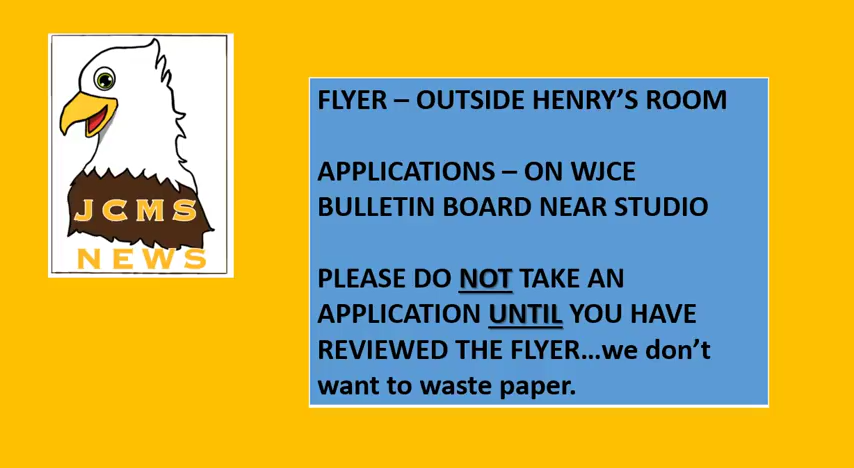 JCMS
NEWS
FLYER – OUTSIDE HENRY’S ROOM
APPLICATIONS – ON WJCE
BULLETIN BOARD NEAR STUDIO
PLEASE DO NOT TAKE AN
APPLICATION UNTIL YOU HAVE
REVIEWED THE FLYER…we don’t
want to waste paper.